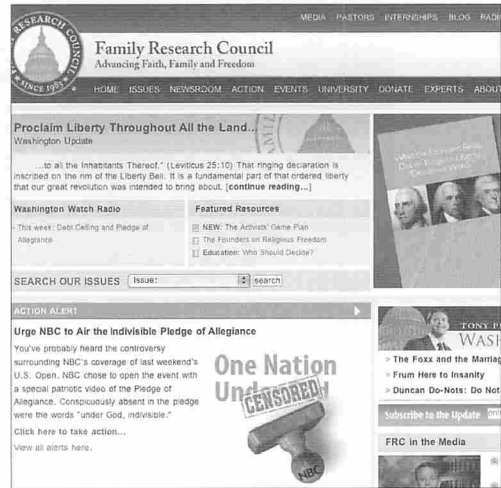 MEDIA PASTORS INTERNSHIPS BLOG RADI
RESEARCH COUNCIL
SINCE 1983
Family Research Council
Advancing Faith, Family and Freedom
HOME ISSUES NEWSROOM ACTION EVENTS UNIVERSITY DONATE EXPERTS ABOUT
Proclaim Liberty Throughout All the Land...
Washington Update
...to all the Inhabitants Thereof." (Leviticus 25:10) That ringing declaration is
inscribed on the rim of the Liberty Bell. It is a fundamental part of that ordered liberty
that our great revolution was intended to bring about. [continue reading...]
Washington Watch Radio
This week: Debt Ceiling and Pledge of
Allegiance
Featured Resources
NEW: The Activists' Game Plan
The Founders on Religious Freedom
Education: Who Should Decide?
SEARCH OUR ISSUES Issue: search
ACTION ALERT
Urge NBC to Air the Indivisible Pledge of Allegiance
You've probably heard the controversy
surrounding NBC's coverage of last weekend's
U.S. Open. NBC chose to open the event with
a special patriotic video of the Pledge of
Allegiance. Conspicuously absent in the pledge
were the words "under God, indivisible."
Click here to take action...
View all alerts here.
One Nation
CENSORED
NBC
TONY P
WASH
> The Foxx and the Marriag
> Frum Here to Insanity
> Duncan Do-Nots: Do Not
Subscribe to the Update
FRC in the Media